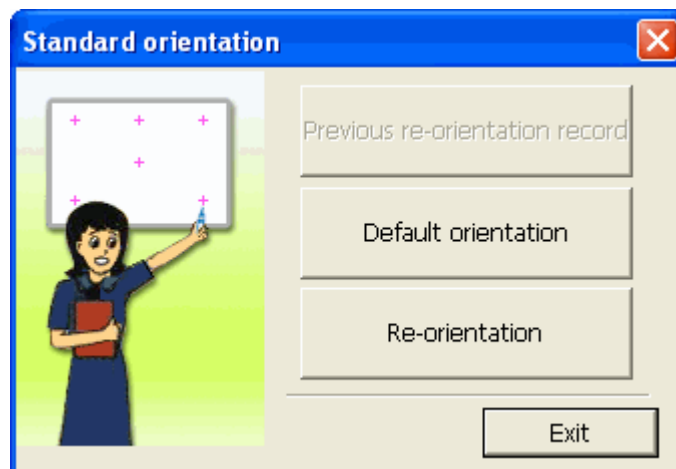 Standard orientation
Previous re-orientation record
Default orientation
Re-orientation
Exit